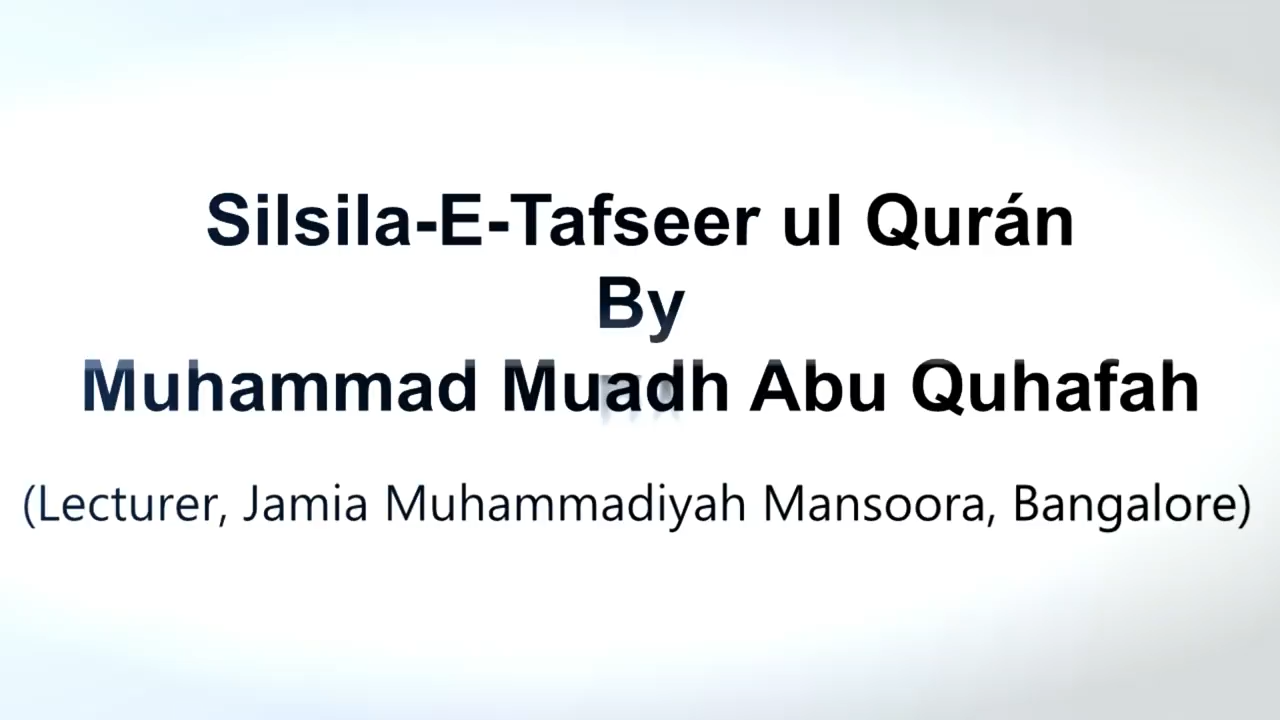 Silsila-E-Tafseer ul Qurán
By
Muhammad Muadh Abu Quhafah
(Lecturer, Jamia Muhammadiyah Mansoora, Bangalore)